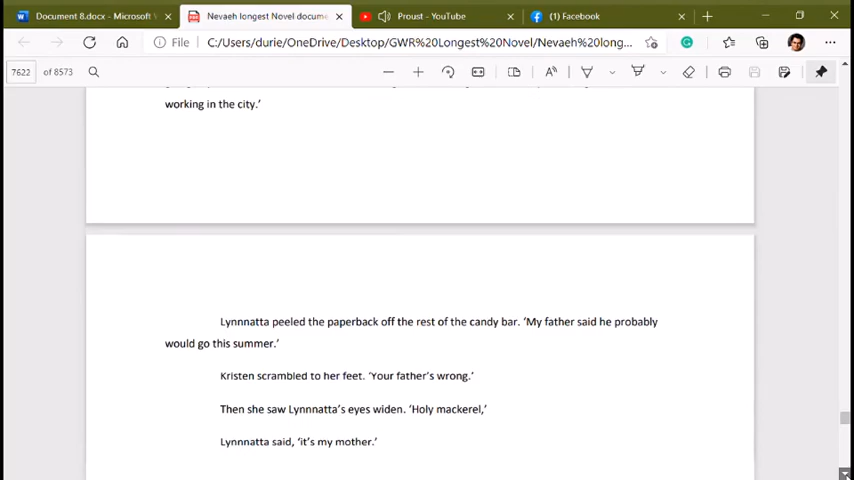 Document 8.docx - Microsoft W
Nevaeh longest Novel docume
Proust - YouTube
(1) Facebook
File
C:/Users/durie/OneDrive/Desktop/GWR%20Longest%20Novel/Nevaeh%20long...
7622 of 8573
working in the city.’
Lynnnatta peeled the paperback off the rest of the candy bar. ‘My father said he probably
would go this summer.’
Kristen scrambled to her feet. ‘Your father’s wrong.’
Then she saw Lynnnatta’s eyes widen. ‘Holy mackerel,’
Lynnnatta said, ‘it’s my mother.’